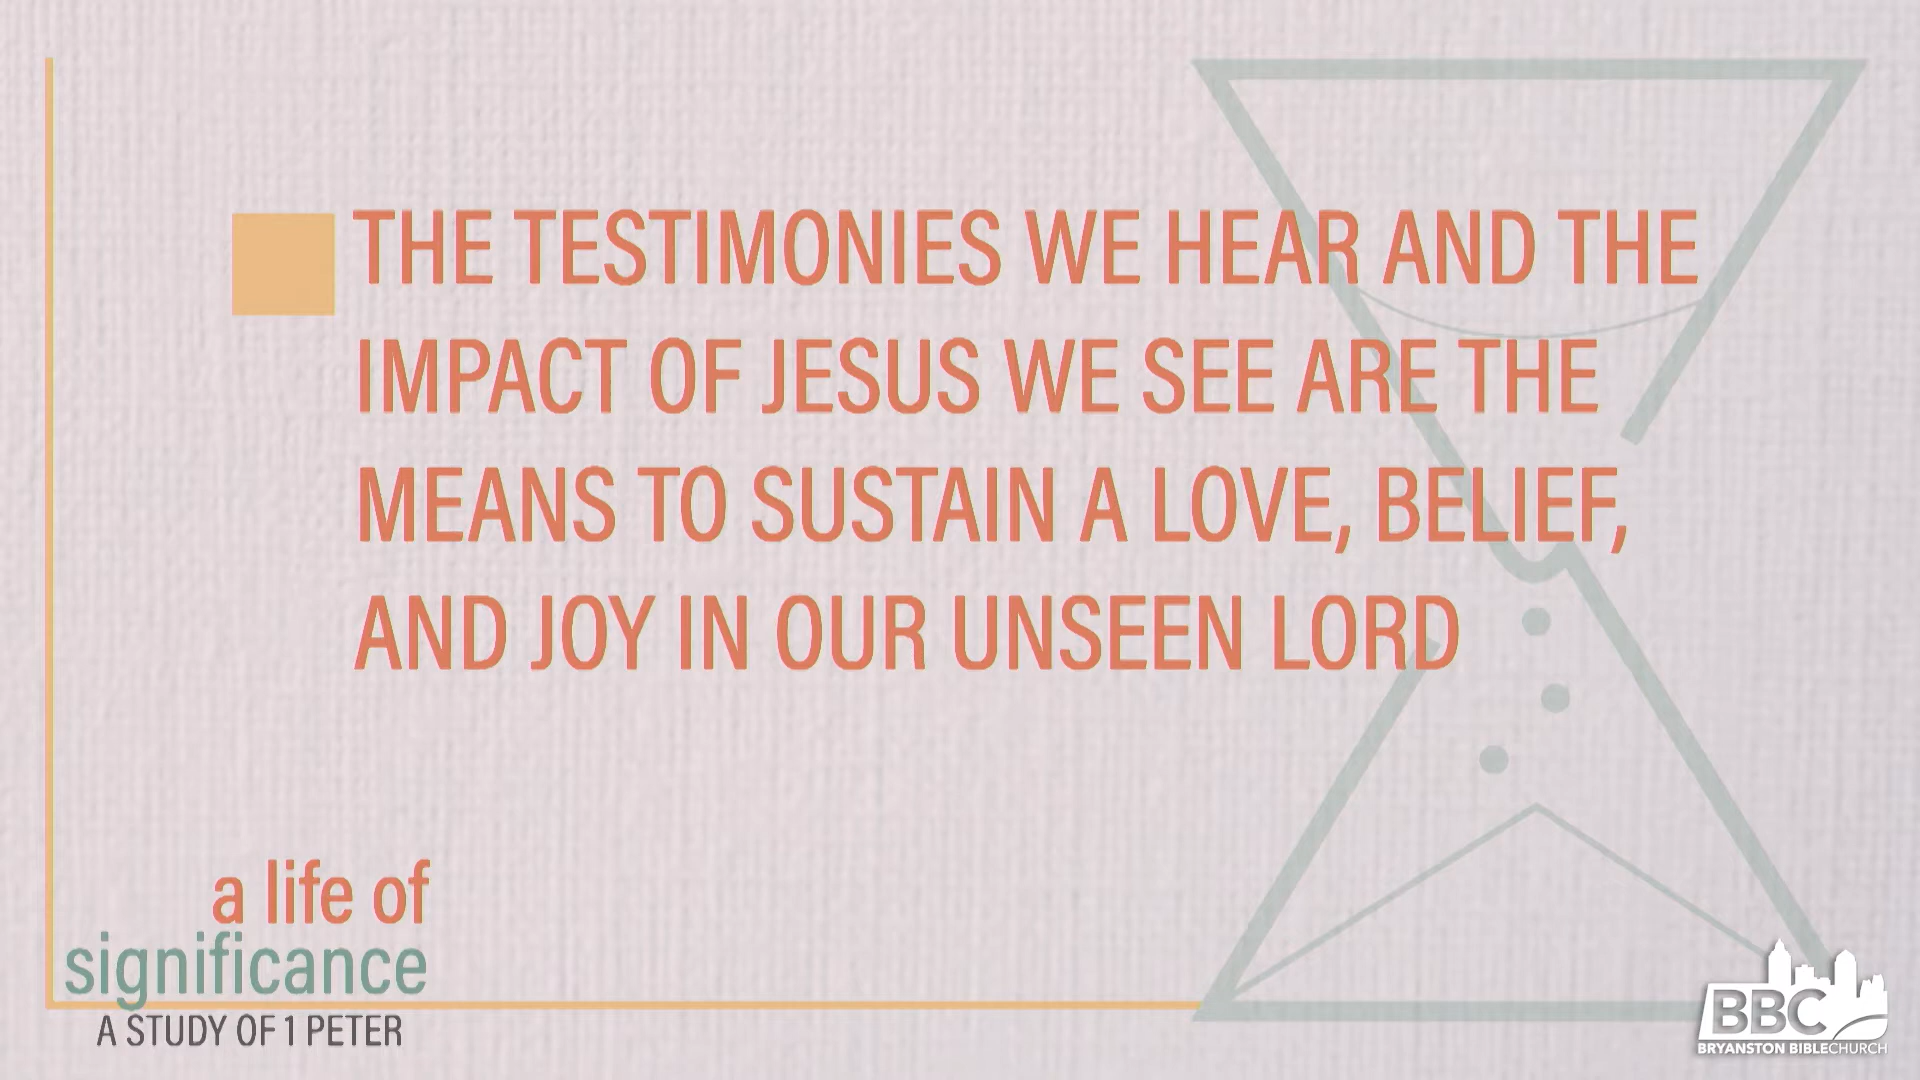 THE TESTIMONIES WE HEAR AND THE
IMPACT OF JESUS WE SEE ARE THE
MEANS TO SUSTAIN A LOVE, BELIEF,
AND JOY IN OUR UNSEEN LORD
a life of
significance
A STUDY OF 1 PETER
BBC
BRYANSTON BIBLECHURCH